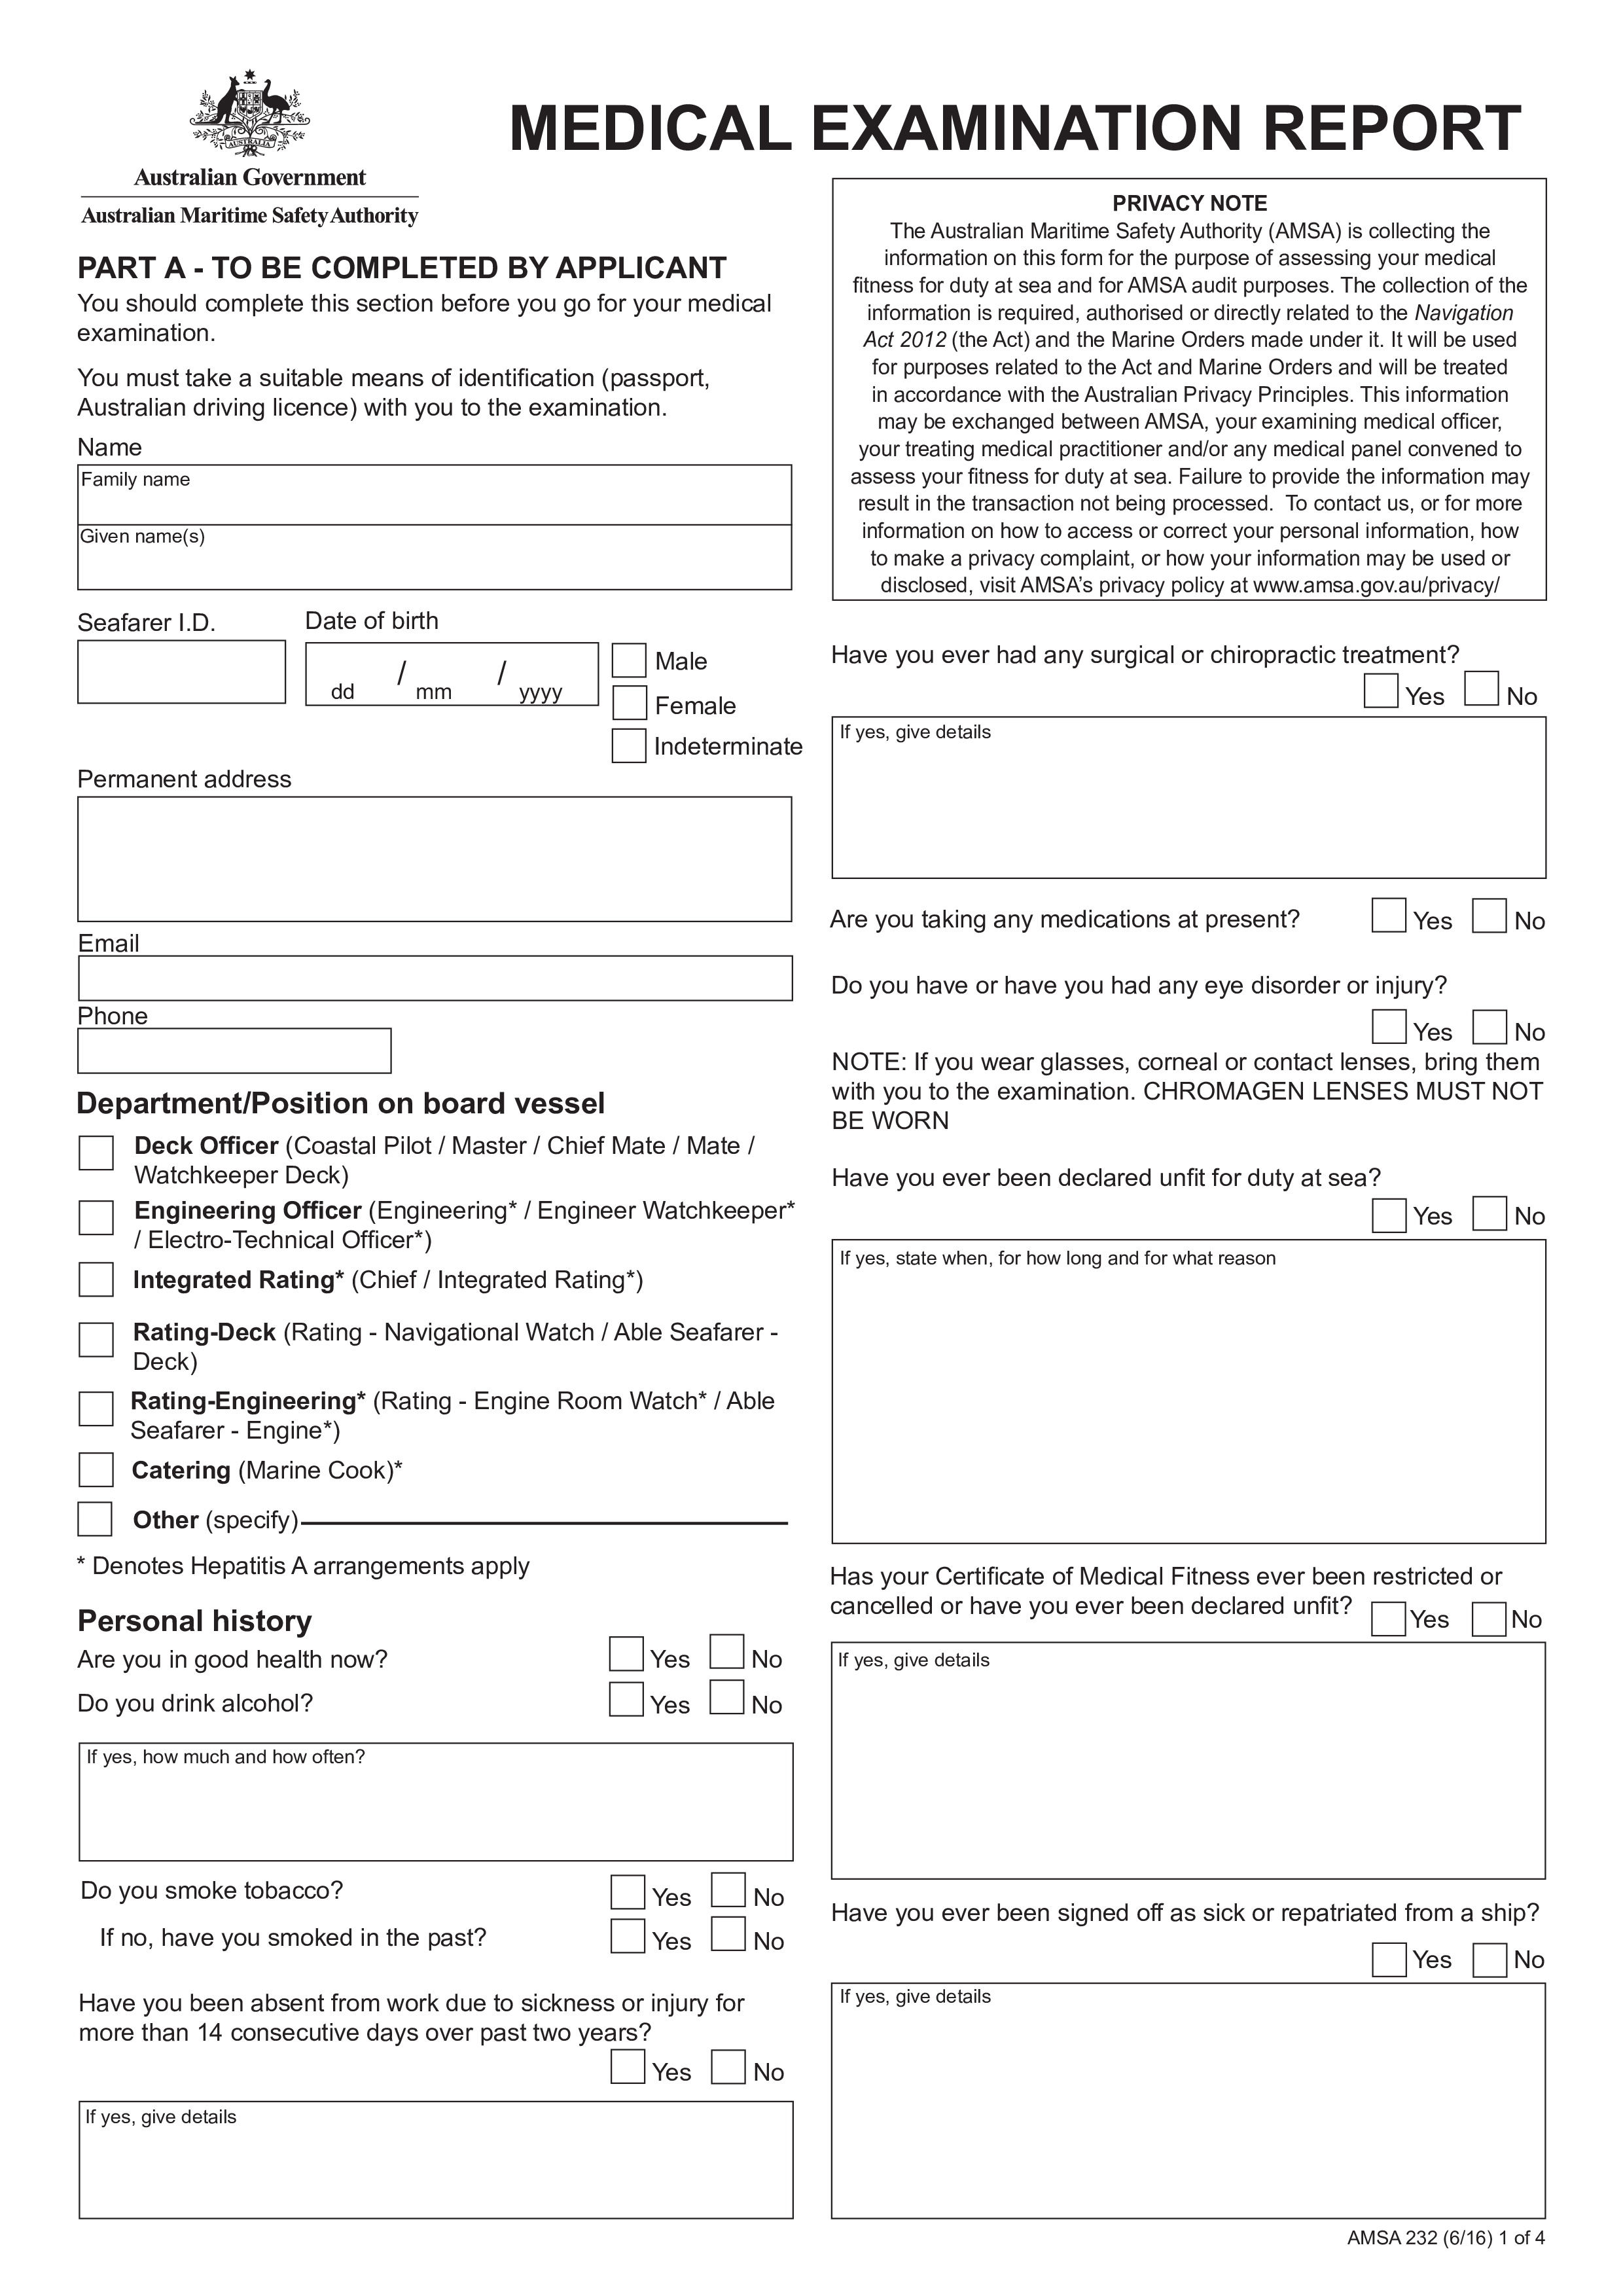 AUSTRALIA
Australian Government
Australian Maritime Safety Authority
MEDICAL EXAMINATION REPORT
PART A - TO BE COMPLETED BY APPLICANT
You should complete this section before you go for your medical
examination.
You must take a suitable means of identification (passport,
Australian driving licence) with you to the examination.
Name
Family name
Given name(s)
Seafarer I.D.
Date of birth
dd / mm / yyyy
Male
Female
Indeterminate
Permanent address
Email
Phone
Department/Position on board vessel
Deck Officer (Coastal Pilot / Master / Chief Mate / Mate /
Watchkeeper Deck)
Engineering Officer (Engineering* / Engineer Watchkeeper*
/ Electro-Technical Officer*)
Integrated Rating* (Chief / Integrated Rating*)
Rating-Deck (Rating - Navigational Watch / Able Seafarer -
Deck)
Rating-Engineering* (Rating - Engine Room Watch* / Able
Seafarer - Engine*)
Catering (Marine Cook)*
Other (specify)
* Denotes Hepatitis A arrangements apply
Personal history
Are you in good health now? Yes No
Do you drink alcohol? Yes No
If yes, how much and how often?
Do you smoke tobacco? Yes No
If no, have you smoked in the past? Yes No
Have you been absent from work due to sickness or injury for
more than 14 consecutive days over past two years?
Yes No
If yes, give details
PRIVACY NOTE
The Australian Maritime Safety Authority (AMSA) is collecting the
information on this form for the purpose of assessing your medical
fitness for duty at sea and for AMSA audit purposes. The collection of the
information is required, authorised or directly related to the Navigation
Act 2012 (the Act) and the Marine Orders made under it. It will be used
for purposes related to the Act and Marine Orders and will be treated
in accordance with the Australian Privacy Principles. This information
may be exchanged between AMSA, your examining medical officer,
your treating medical practitioner and/or any medical panel convened to
assess your fitness for duty at sea. Failure to provide the information may
result in the transaction not being processed. To contact us, or for more
information on how to access or correct your personal information, how
to make a privacy complaint, or how your information may be used or
disclosed, visit AMSA's privacy policy at www.amsa.gov.au/privacy/
Have you ever had any surgical or chiropractic treatment?
Yes No
If yes, give details
Are you taking any medications at present? Yes No
Do you have or have you had any eye disorder or injury?
Yes No
NOTE: If you wear glasses, corneal or contact lenses, bring them
with you to the examination. CHROMAGEN LENSES MUST NOT
BE WORN
Have you ever been declared unfit for duty at sea?
Yes No
If yes, state when, for how long and for what reason
Has your Certificate of Medical Fitness ever been restricted or
cancelled or have you ever been declared unfit? Yes No
If yes, give details
Have you ever been signed off as sick or repatriated from a ship?
Yes No
If yes, give details
AMSA 232 (6/16) 1 of 4